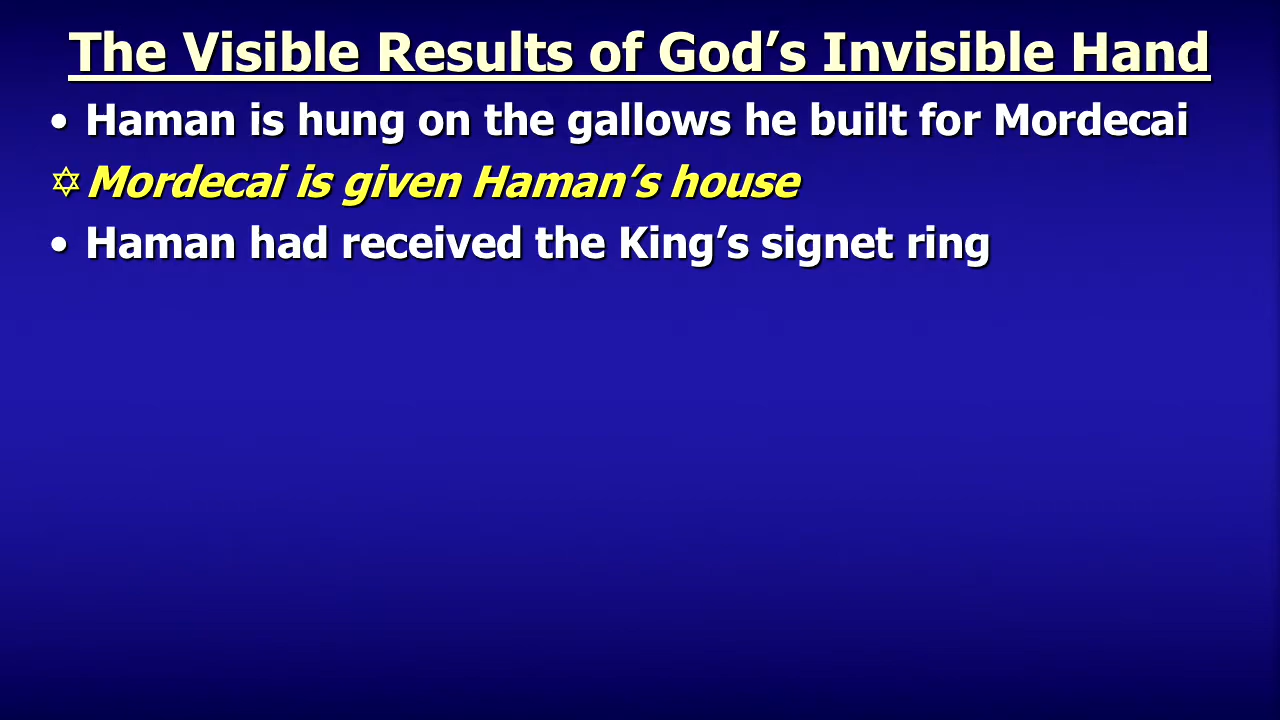 The Visible Results of God’s Invisible Hand
• Haman is hung on the gallows he built for Mordecai
✡ Mordecai is given Haman’s house
• Haman had received the King’s signet ring